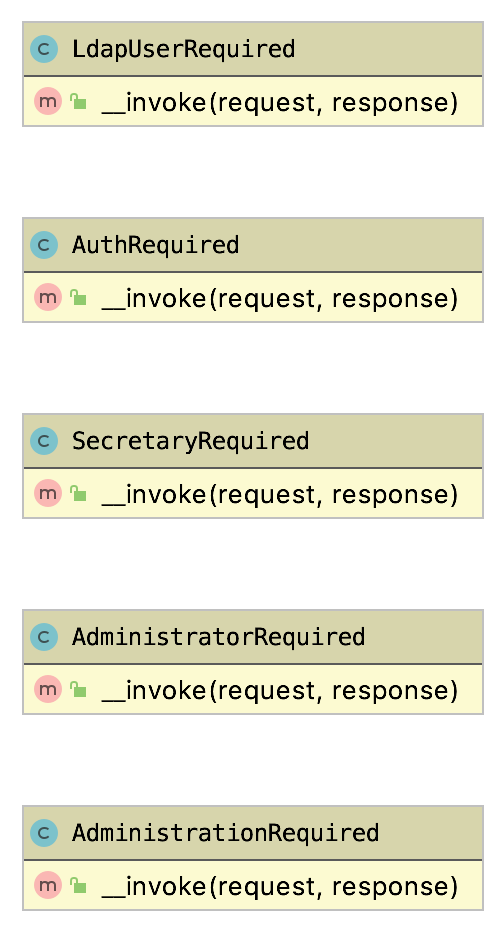 C LdapUserRequired
m __invoke(request, response)
C AuthRequired
m __invoke(request, response)
C SecretaryRequired
m __invoke(request, response)
C AdministratorRequired
m __invoke(request, response)
C AdministrationRequired
m __invoke(request, response)